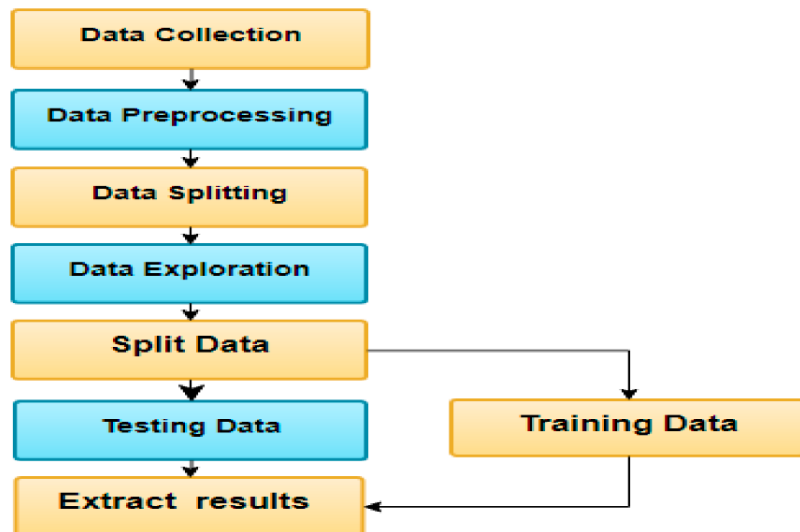 Data Collection
Data Preprocessing
Data Splitting
Data Exploration
Split Data
Testing Data
Training Data
Extract results